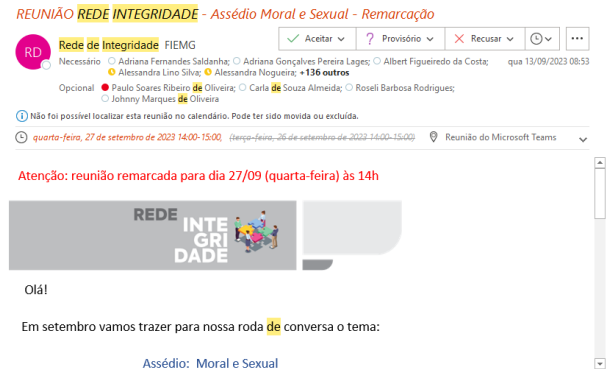 REUNIÃO REDE INTEGRIDADE - Assédio Moral e Sexual - Remarcação
RD
Rede de Integridade FIEMG
Aceitar
Provisório
Recusar
Necessário Adriana Fernandes Saldanha; Adriana Gonçalves Pereira Lages; Albert Figueiredo da Costa; qua 13/09/2023 08:53
Alessandra Lino Silva; Alessandra Nogueira; +136 outros
Opcional Paulo Soares Ribeiro de Oliveira; Carla de Souza Almeida; Roseli Barbosa Rodrigues;
Johnny Marques de Oliveira
Não foi possível localizar esta reunião no calendário. Pode ter sido movida ou excluída.
quarta-feira, 27 de setembro de 2023 14:00-15:00, (terça-feira, 26 de setembro de 2023 14:00-15:00) Reunião do Microsoft Teams
Atenção: reunião remarcada para dia 27/09 (quarta-feira) às 14h
REDE
INTE
GRI
DADE
Olá!
Em setembro vamos trazer para nossa roda de conversa o tema:
Assédio: Moral e Sexual